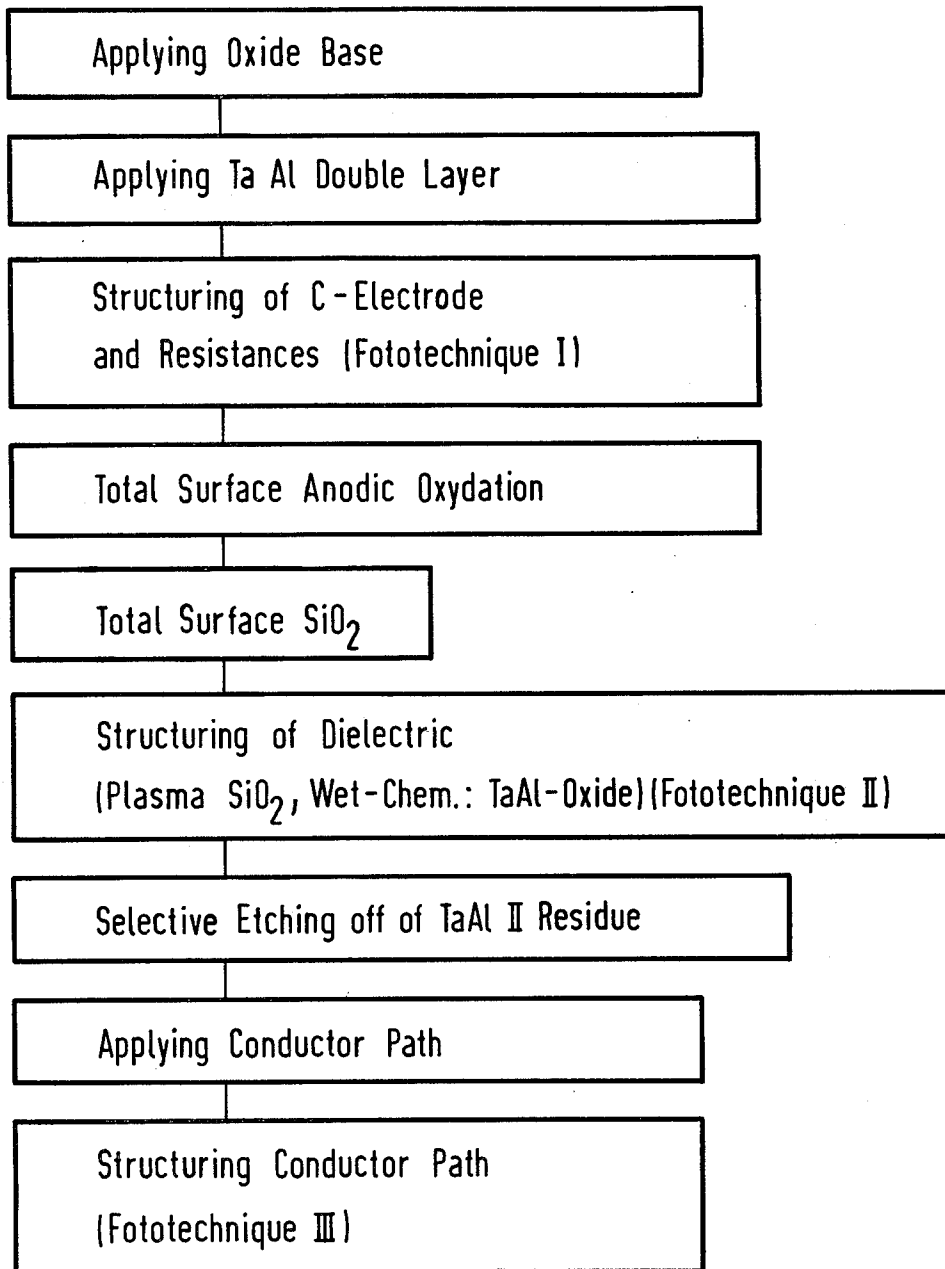 Applying Oxide Base
Applying Ta Al Double Layer
Structuring of C-Electrode
and Resistances (Fototechnique I)
Total Surface Anodic Oxydation
Total Surface SiO₂
Structuring of Dielectric
(Plasma SiO₂, Wet-Chem.: TaAl-Oxide) (Fototechnique II)
Selective Etching off of TaAl II Residue
Applying Conductor Path
Structuring Conductor Path
(Fototechnique III)